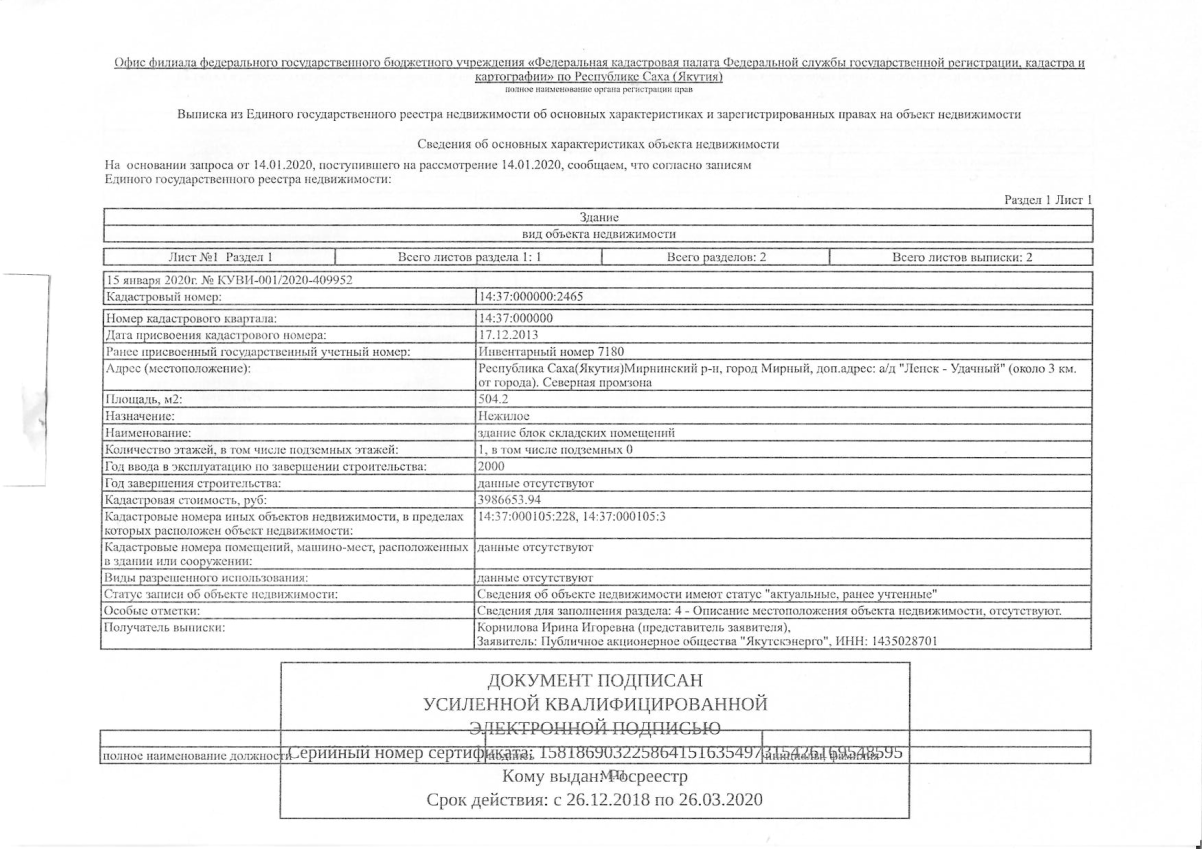 Офис филиала федерального государственного бюджетного учреждения «Федеральная кадастровая палата Федеральной службы государственной регистрации, кадастра и
картографии» по Республике Саха (Якутия)
полное наименование органа регистрации прав
Выписка из Единого государственного реестра недвижимости об основных характеристиках и зарегистрированных правах на объект недвижимости
Сведения об основных характеристиках объекта недвижимости
На основании запроса от 14.01.2020, поступившего на рассмотрение 14.01.2020, сообщаем, что согласно записям
Единого государственного реестра недвижимости:
Раздел 1 Лист 1
Здание
вид объекта недвижимости
Лист №1 Раздел 1 Всего листов раздела 1: 1 Всего разделов: 2 Всего листов выписки: 2
15 января 2020г. № КУВИ-001/2020-409952
Кадастровый номер: 14:37:000000:2465
Номер кадастрового квартала: 14:37:000000
Дата присвоения кадастрового номера: 17.12.2013
Ранее присвоенный государственный учетный номер: Инвентарный номер 7180
Адрес (местоположение): Республика Саха(Якутия)Мирнинский р-н, город Мирный, доп.адрес: а/д "Ленск - Удачный" (около 3 км.
от города). Северная промзона
Площадь, м2: 504.2
Назначение: Нежилое
Наименование: здание блок складских помещений
Количество этажей, в том числе подземных этажей: 1, в том числе подземных 0
Год ввода в эксплуатацию по завершении строительства: 2000
Год завершения строительства: данные отсутствуют
Кадастровая стоимость, руб: 3986653.94
Кадастровые номера иных объектов недвижимости, в пределах 14:37:000105:228, 14:37:000105:3
которых расположен объект недвижимости:
Кадастровые номера помещений, машино-мест, расположенных данные отсутствуют
в здании или сооружении:
Виды разрешенного использования: данные отсутствуют
Статус записи об объекте недвижимости: Сведения об объекте недвижимости имеют статус "актуальные, ранее учтенные"
Особые отметки: Сведения для заполнения раздела: 4 - Описание местоположения объекта недвижимости, отсутствуют.
Получатель выписки: Корнилова Ирина Игоревна (представитель заявителя),
Заявитель: Публичное акционерное общества "Якутскэнерго", ИНН: 1435028701
ДОКУМЕНТ ПОДПИСАН
УСИЛЕННОЙ КВАЛИФИЦИРОВАННОЙ
ЭЛЕКТРОННОЙ ПОДПИСЬЮ
полное наименование должности подпись инициалы, фамилия
Серийный номер сертификата:
Кому выдан: Росреестр
М.П.
Срок действия: с 26.12.2018 по 26.03.2020